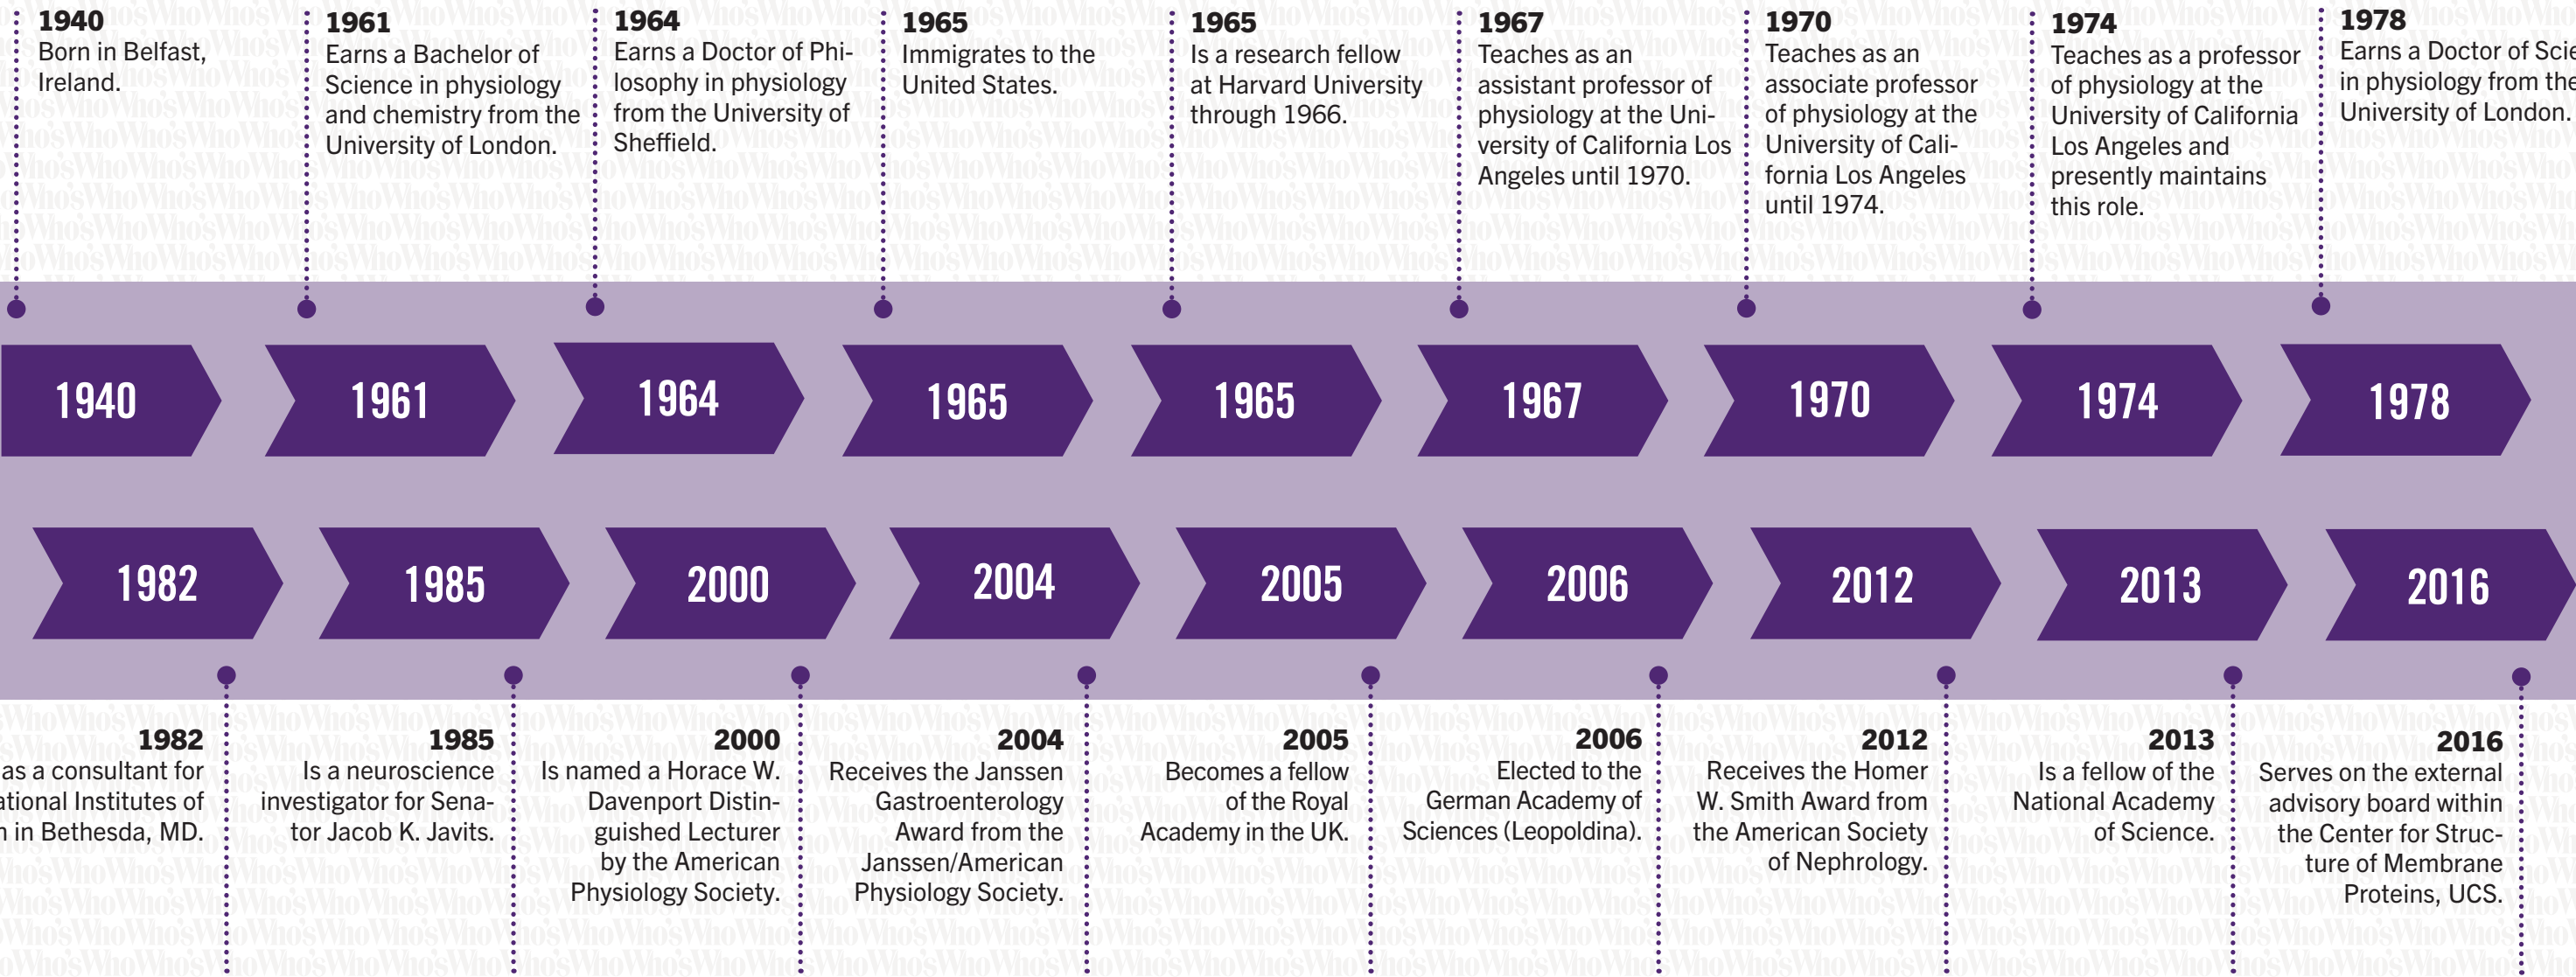 1940
Born in Belfast,
Ireland.
1961
Earns a Bachelor of
Science in physiology
and chemistry from the
University of London.
1964
Earns a Doctor of Phi-
losophy in physiology
from the University of
Sheffield.
1965
Immigrates to the
United States.
1965
Is a research fellow
at Harvard University
through 1966.
1967
Teaches as an
assistant professor of
physiology at the Uni-
versity of California Los
Angeles until 1970.
1970
Teaches as an
associate professor
of physiology at the
University of Cali-
fornia Los Angeles
until 1974.
1974
Teaches as a professor
of physiology at the
University of California
Los Angeles and
presently maintains
this role.
1978
Earns a Doctor of
in physiology from the
University of London.
1940
1961
1964
1965
1965
1967
1970
1974
1978
1982
1985
2000
2004
2005
2006
2012
2013
2016
1982
as a consultant for
Institutes of
in Bethesda, MD.
1985
Is a neuroscience
investigator for Sena-
tor Jacob K. Javits.
2000
Is named a Horace W.
Davenport Distin-
guished Lecturer
by the American
Physiology Society.
2004
Receives the Janssen
Gastroenterology
Award from the
Janssen/American
Physiology Society.
2005
Becomes a fellow
of the Royal
Academy in the UK.
2006
Elected to the
German Academy of
Sciences (Leopoldina).
2012
Receives the Homer
W. Smith Award from
the American Society
of Nephrology.
2013
Is a fellow of the
National Academy
of Science.
2016
Serves on the external
advisory board within
the Center for Struc-
ture of Membrane
Proteins, UCS.